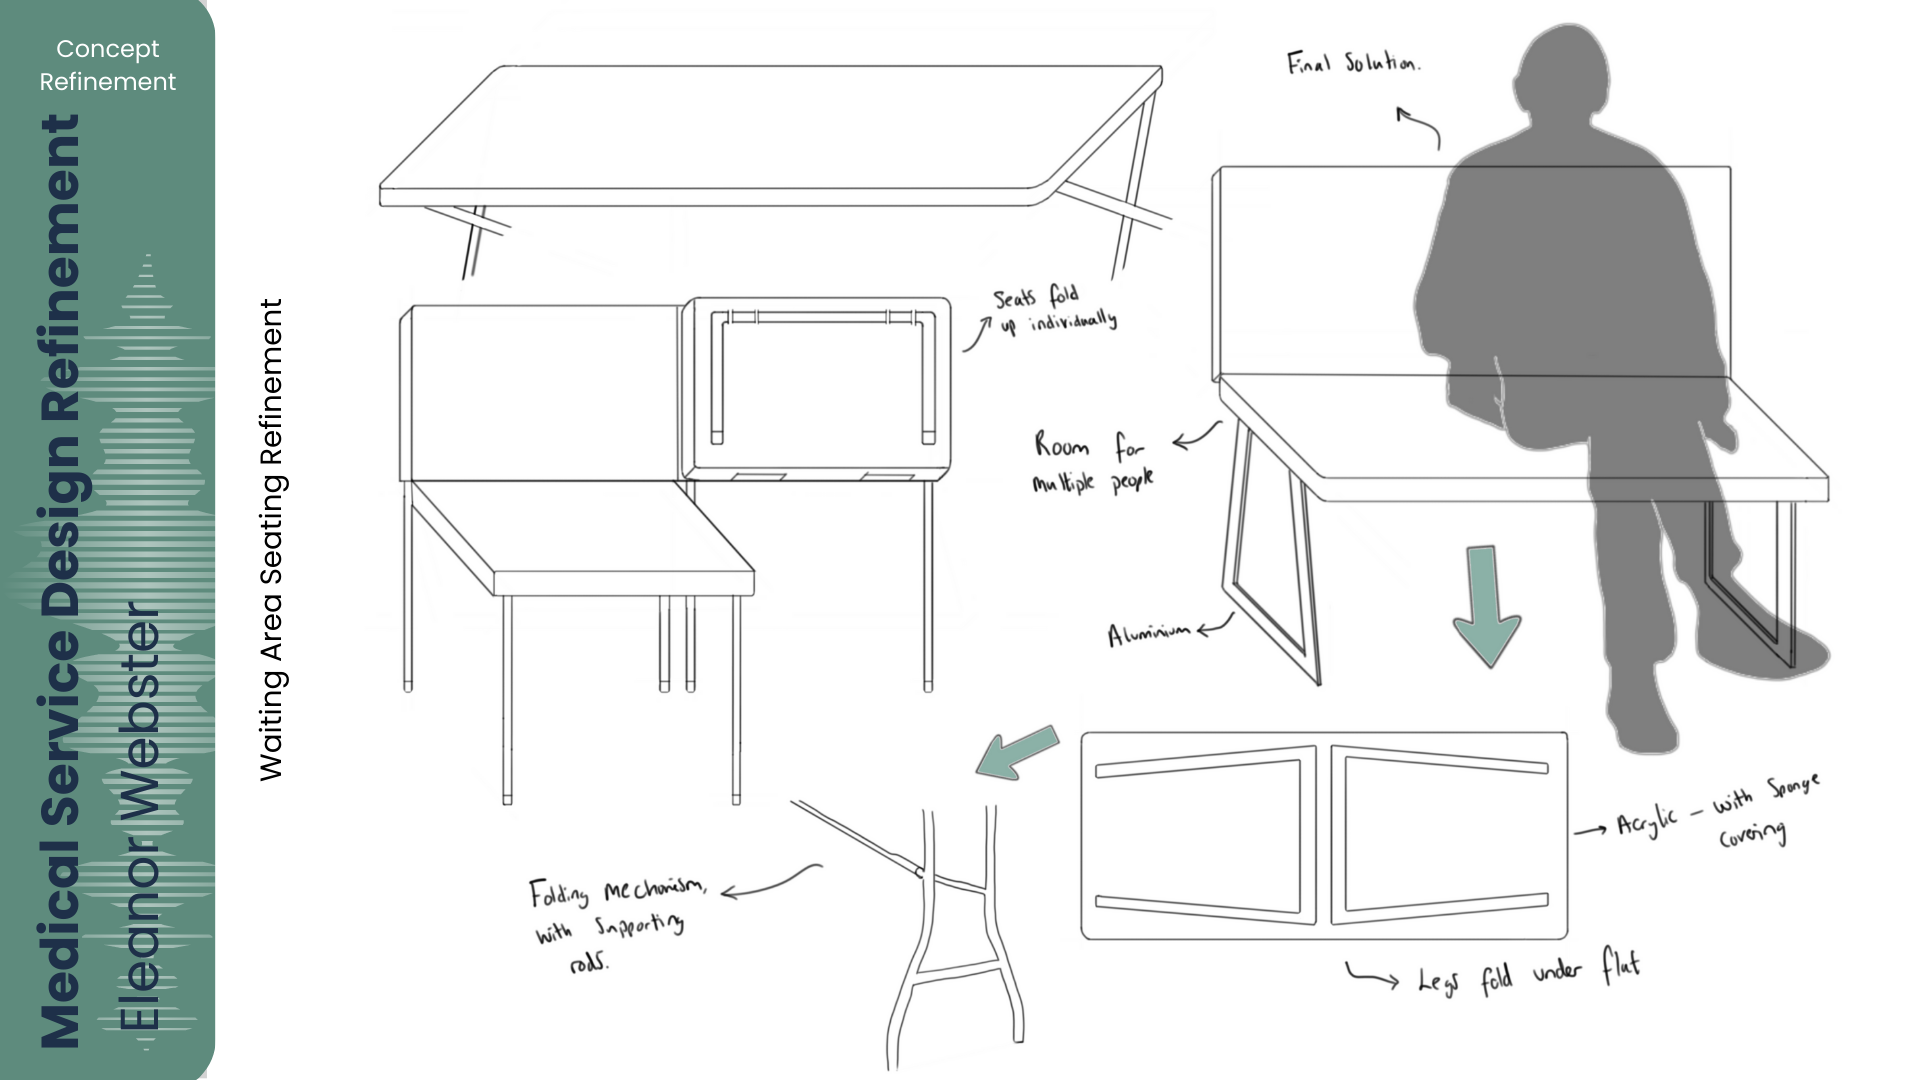 Concept
Refinement
Medical Service Design Refinement
Eleanor Webster
Waiting Area Seating Refinement
Final Solution.
Seats fold
up individually
Room for
multiple people
Aluminium
Acrylic - with Sponge
Covering
Folding mechanism,
with Supporting
rods.
Legs fold under flat